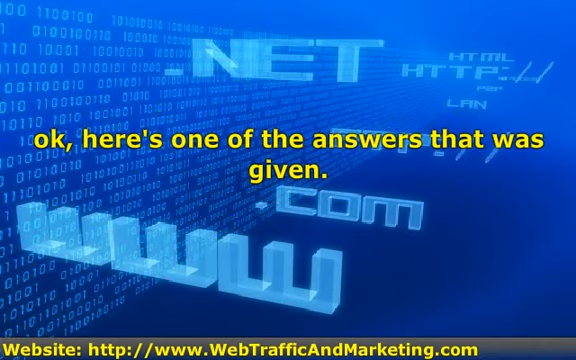 .NET
HTML
HTTP://
P2P
LAN
ok, here's one of the answers that was
given.
.com
www
Website: http://www.WebTrafficAndMarketing.com